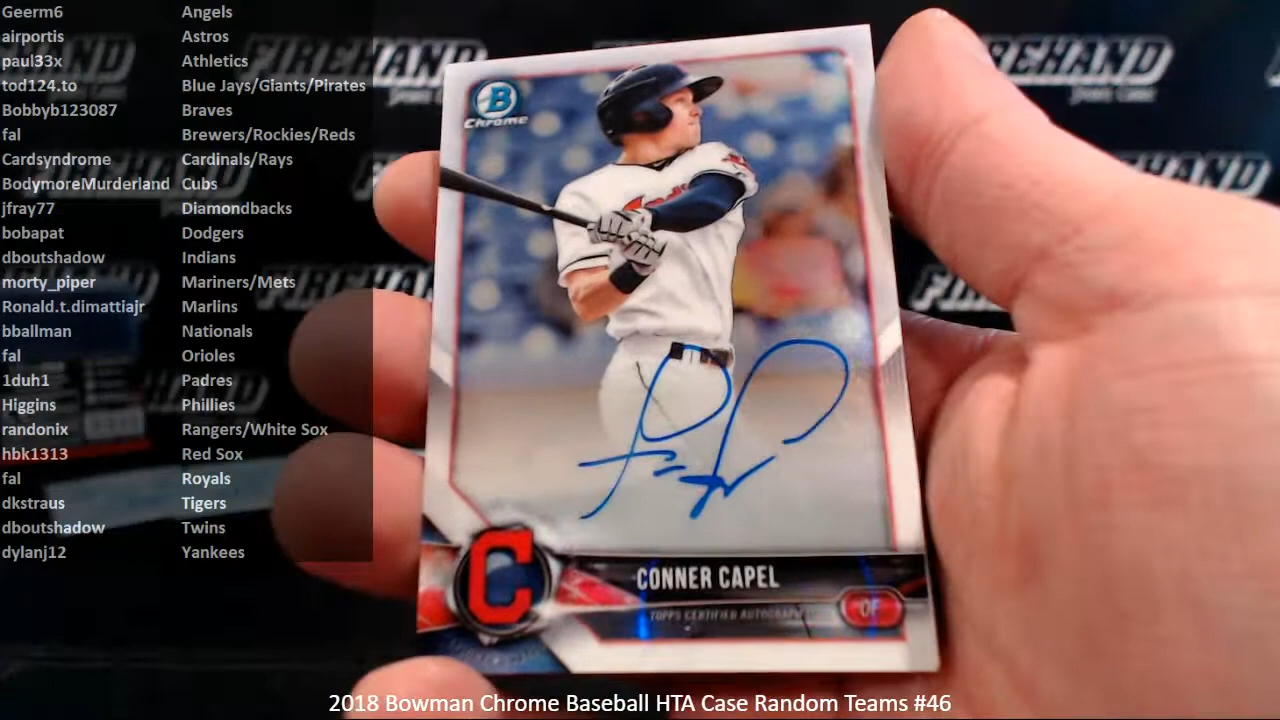 Geerm6 Angels
airportis Astros
paul33x Athletics
tod124.to Blue Jays/Giants/Pirates
Bobbyb123087 Braves
fal Brewers/Rockies/Reds
Cardsyndrome Cardinals/Rays
BodymoreMurderland Cubs
jfray77 Diamondbacks
bobapat Dodgers
dboutshadow Indians
morty_piper Mariners/Mets
Ronald.t.dimattiajr Marlins
bballman Nationals
fal Orioles
1duh1 Padres
Higgins Phillies
randonix Rangers/White Sox
hbk1313 Red Sox
fal Royals
dkstraus Tigers
dboutshadow Twins
dylanj12 Yankees
FIREHAND
FIREHAND
FIREHAND
FIREHAND
B
Chrome
C
CONNER CAPEL
TOPPS CERTIFIED AUTOGRAPH
OF
2018 Bowman Chrome Baseball HTA Case Random Teams #46